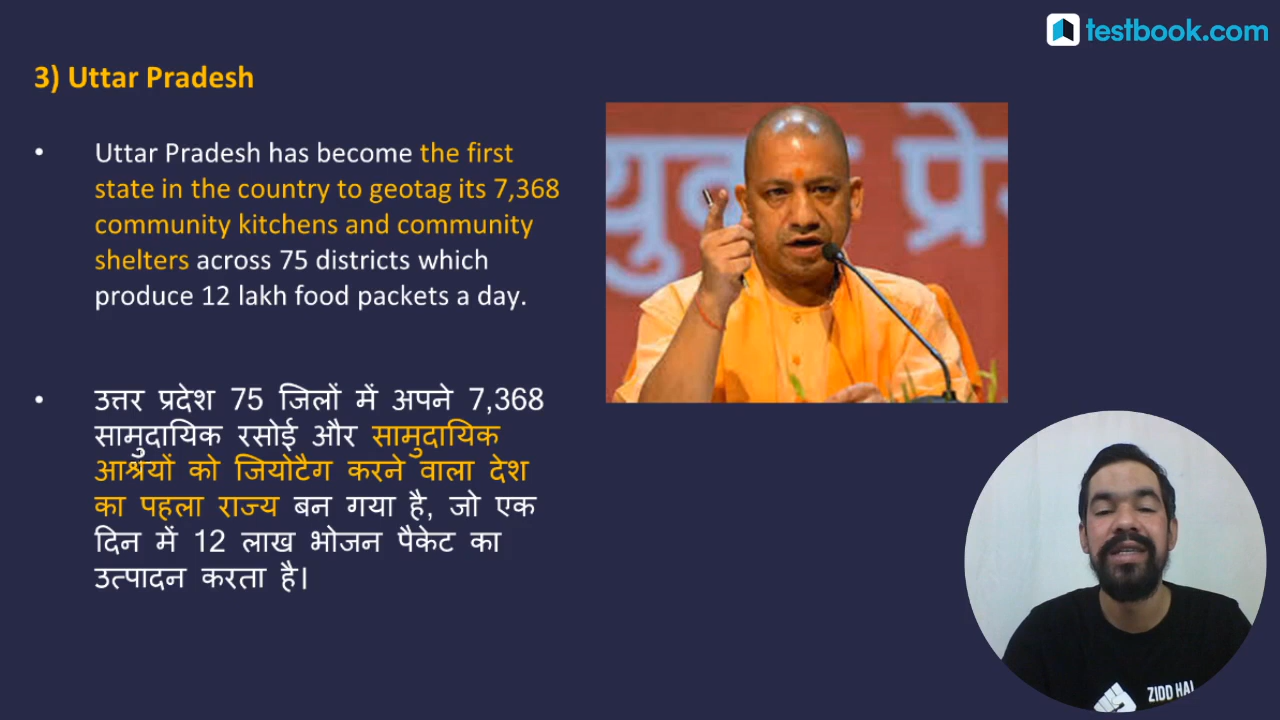 testbook.com
3) Uttar Pradesh
• Uttar Pradesh has become the first
state in the country to geotag its 7,368
community kitchens and community
shelters across 75 districts which
produce 12 lakh food packets a day.
• उत्तर प्रदेश 75 जिलों में अपने 7,368
सामुदायिक रसोई और सामुदायिक
आश्रयों को जियोटैग करने वाला देश
का पहला राज्य बन गया है, जो एक
दिन में 12 लाख भोजन पैकेट का
उत्पादन करता है।
ZIDD HAI